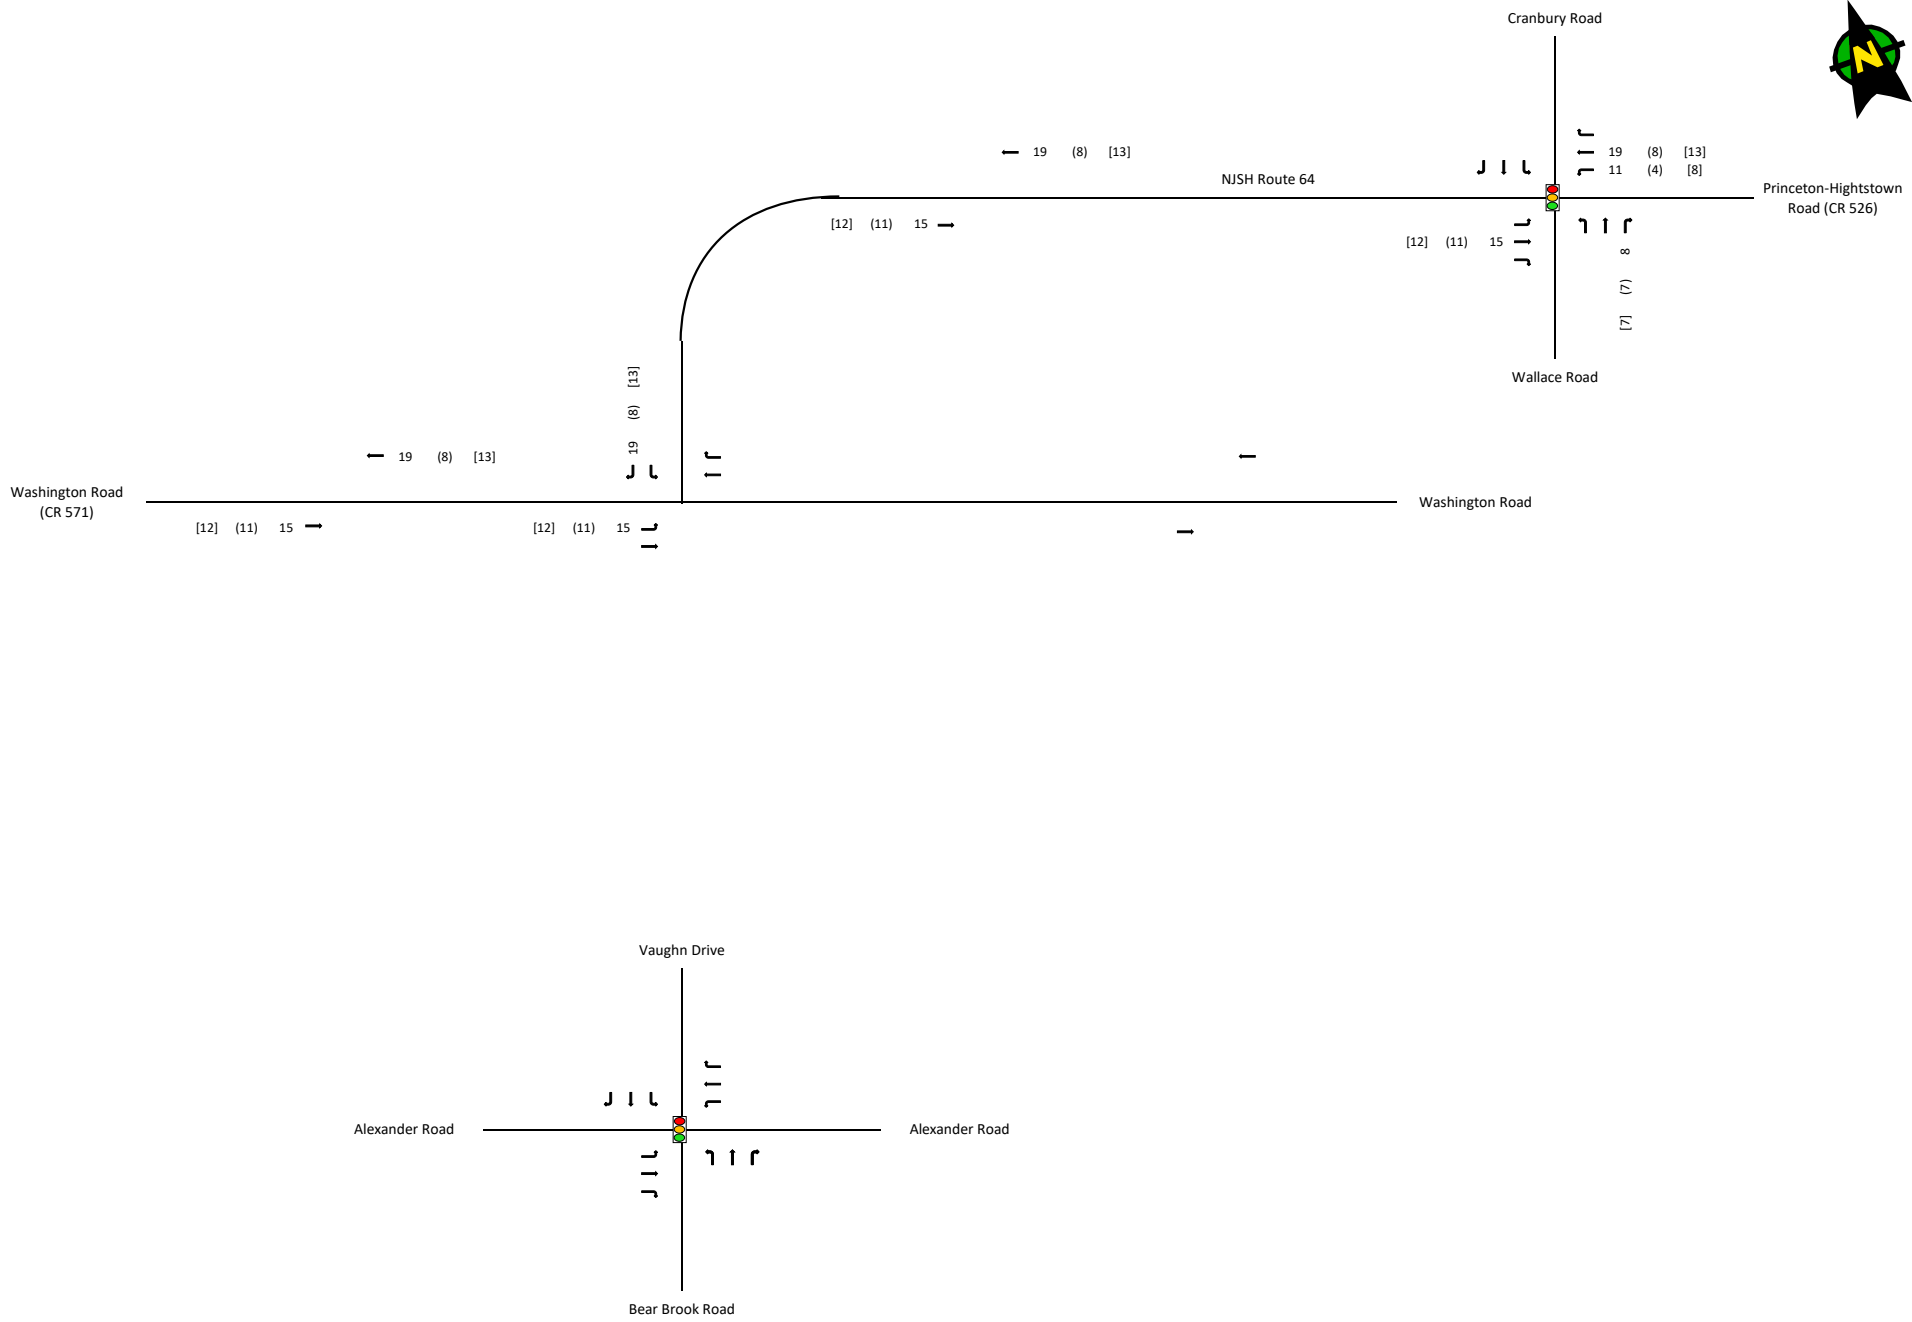 Cranbury Road
N
19 (8) [13]
19 (8) [13]
11 (4) [8]
NJSH Route 64
Princeton-Hightstown
Road (CR 526)
[12] (11) 15
[12] (11) 15
[7] (7) 8
Wallace Road
19 (8) [13]
19 (8) [13]
Washington Road
(CR 571)
Washington Road
[12] (11) 15
[12] (11) 15
Vaughn Drive
Alexander Road
Alexander Road
Bear Brook Road